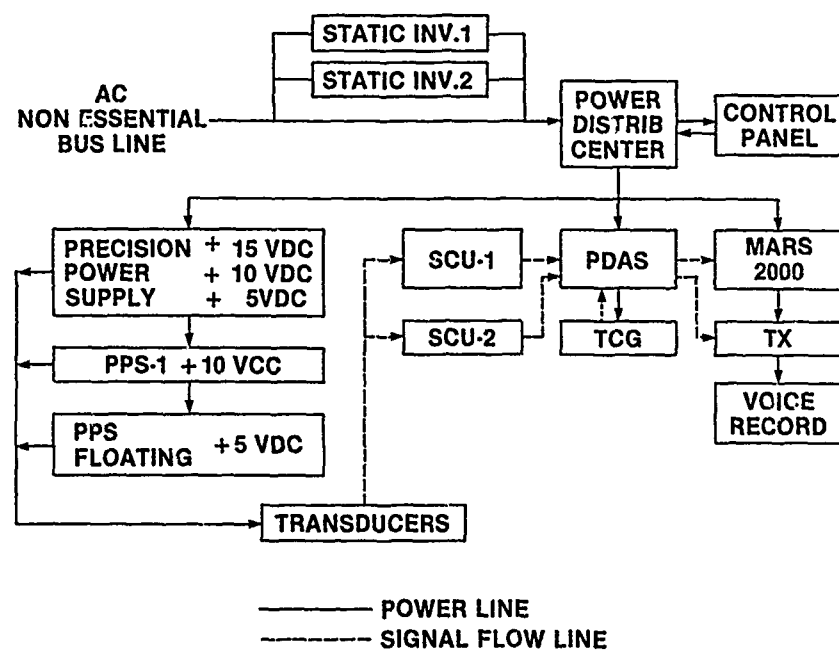 STATIC INV.1
STATIC INV.2
AC
NON ESSENTIAL
BUS LINE
POWER
DISTRIB
CENTER
CONTROL
PANEL
PRECISION + 15 VDC
POWER + 10 VDC
SUPPLY + 5VDC
SCU-1
PDAS
MARS
2000
SCU-2
TCG
TX
PPS-1 +10 VCC
VOICE
RECORD
PPS
FLOATING +5 VDC
TRANSDUCERS
POWER LINE
SIGNAL FLOW LINE